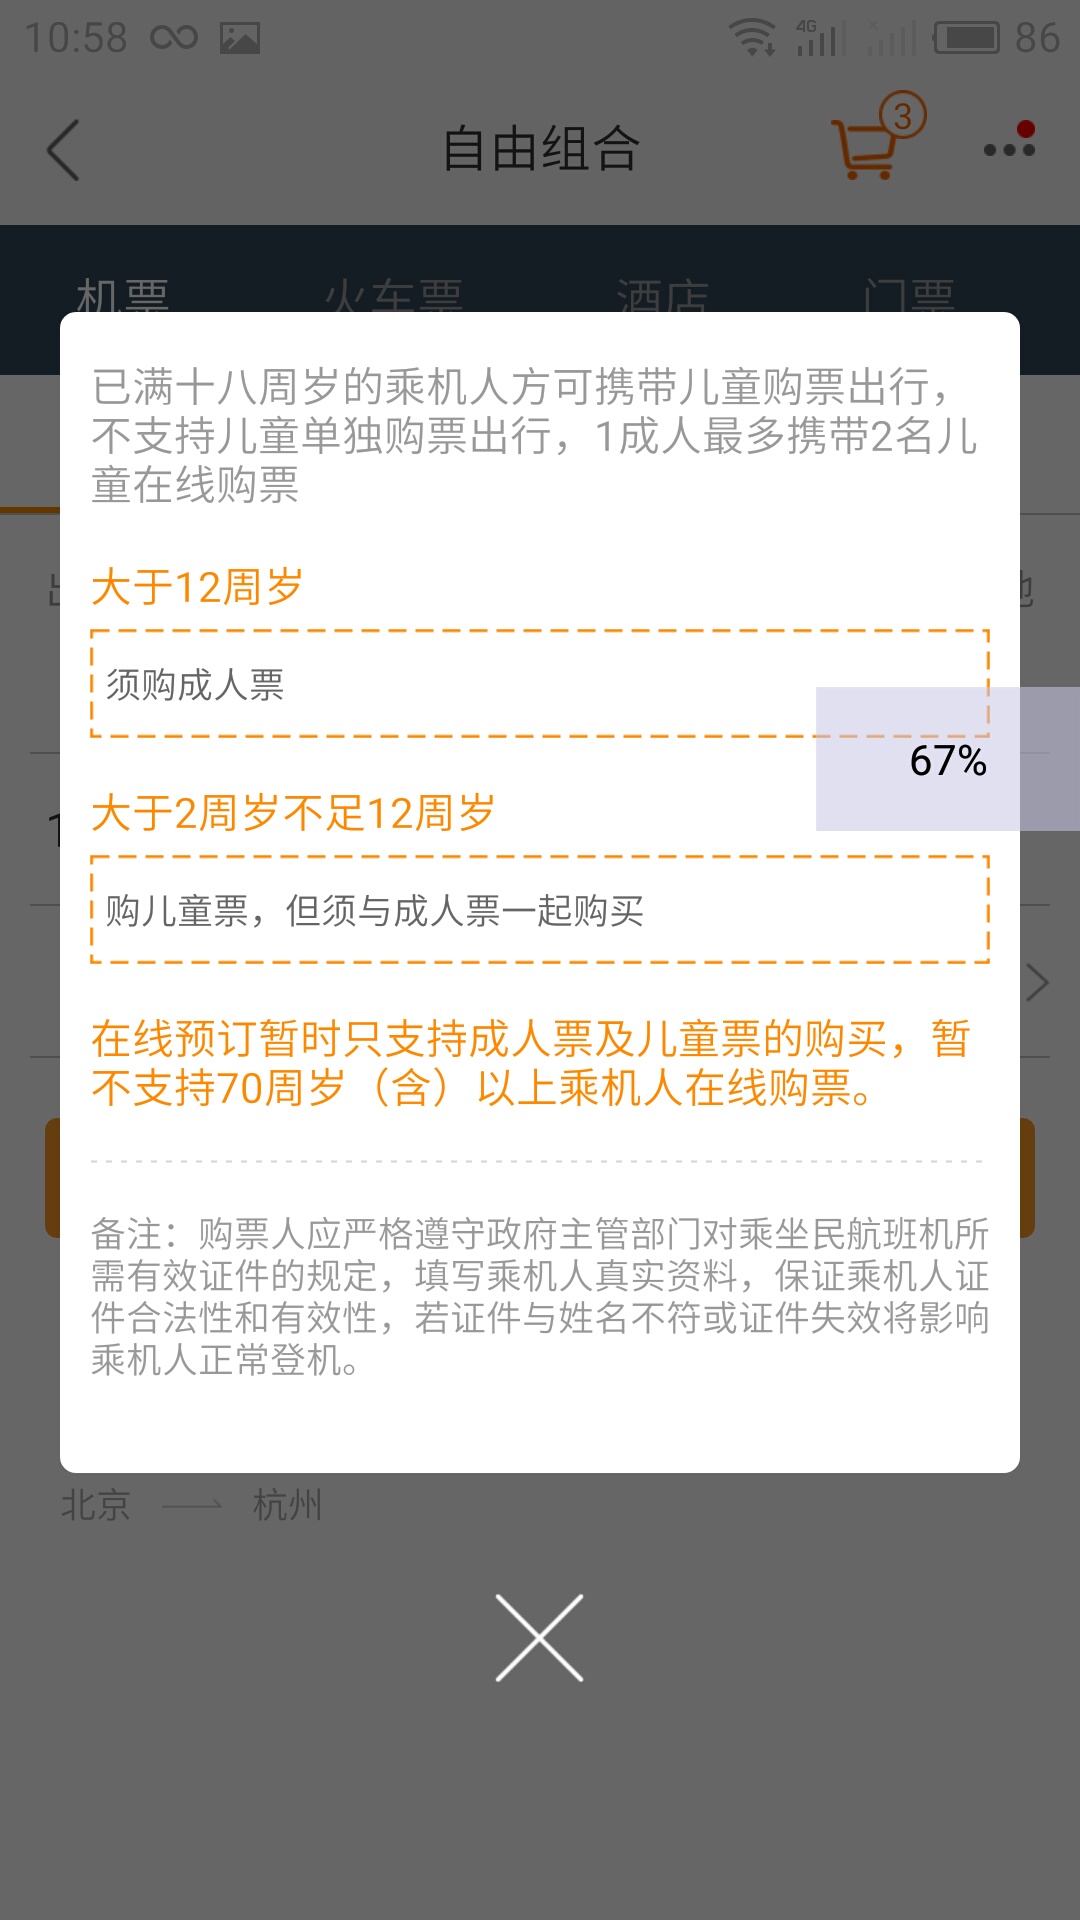 10:58
4G
86
自由组合
3
机票
火车票
酒店
门票
已满十八周岁的乘机人方可携带儿童购票出行，
不支持儿童单独购票出行，1成人最多携带2名儿
童在线购票
大于12周岁
须购成人票
67%
大于2周岁不足12周岁
购儿童票，但须与成人票一起购买
在线预订暂时只支持成人票及儿童票的购买，暂
不支持70周岁（含）以上乘机人在线购票。
备注：购票人应严格遵守政府主管部门对乘坐民航班机所
需有效证件的规定，填写乘机人真实资料，保证乘机人证
件合法性和有效性，若证件与姓名不符或证件失效将影响
乘机人正常登机。
北京
杭州